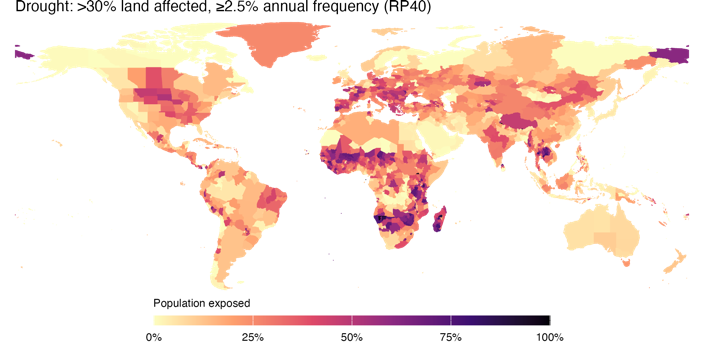 Drought: >30% land affected, ≥2.5% annual frequency (RP40)
Population exposed
0% 25% 50% 75% 100%